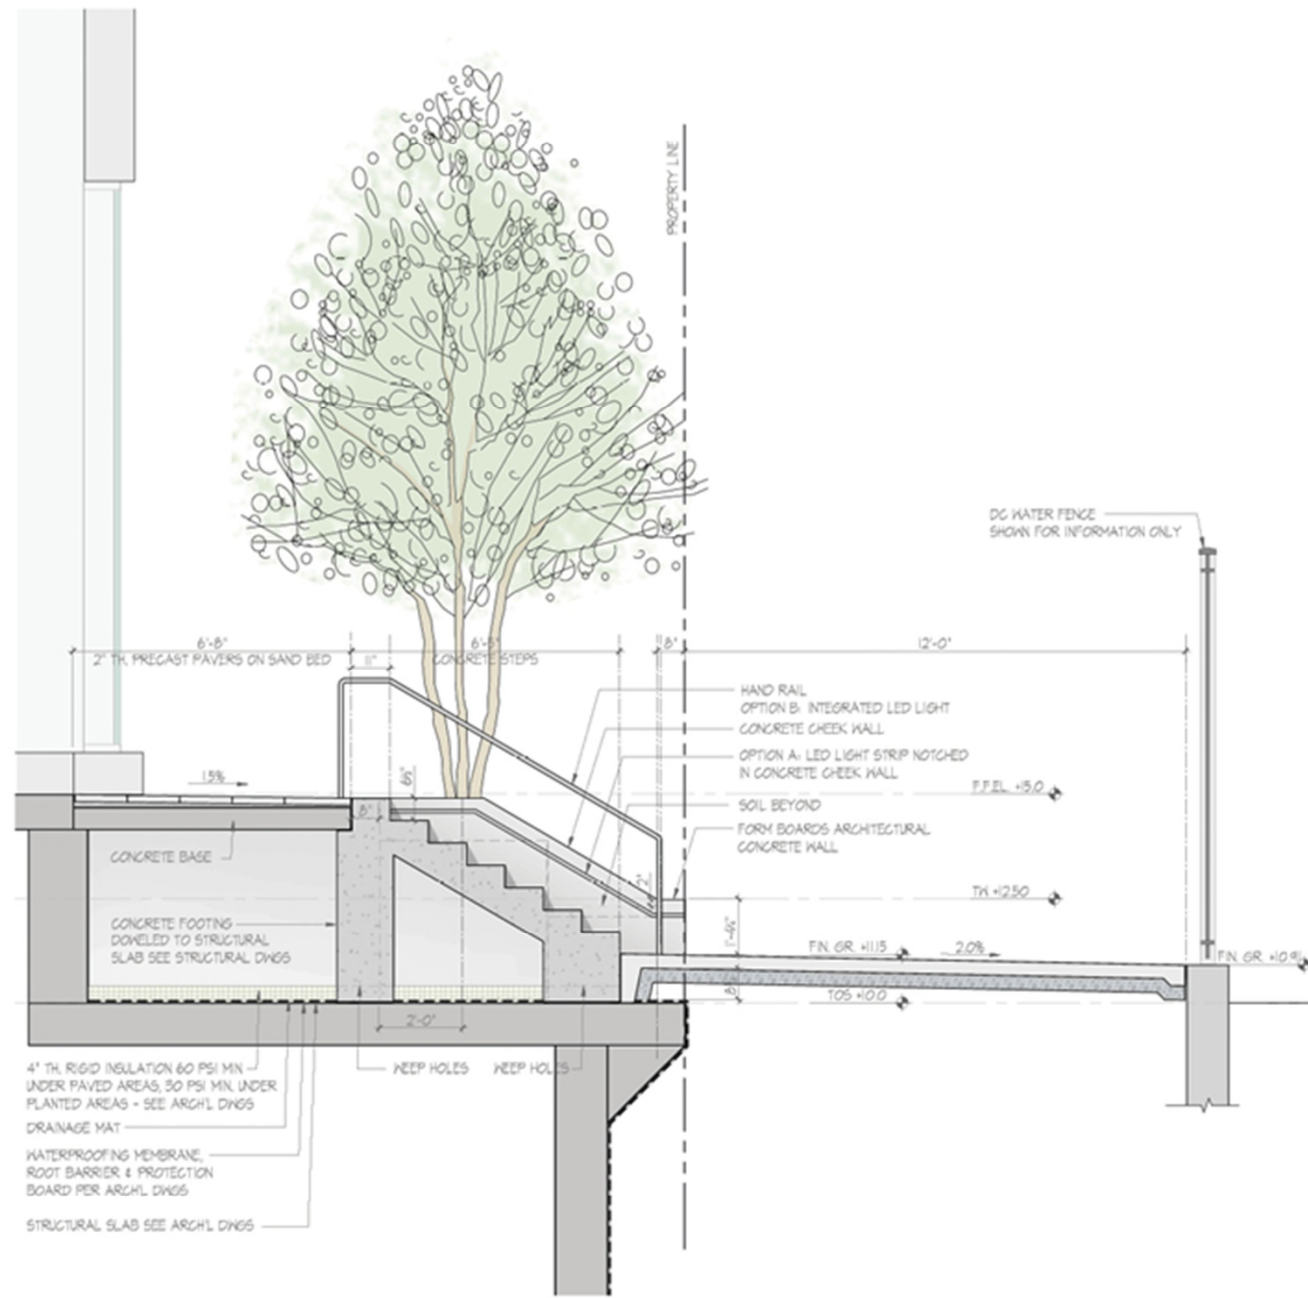 PROPERTY LINE
DC WATER FENCE
SHOWN FOR INFORMATION ONLY
6'-8"
2" TH. PRECAST PAVERS ON SAND BED
11"
6'-5"
CONCRETE STEPS
8"
12'-0"
HAND RAIL
OPTION B: INTEGRATED LED LIGHT
CONCRETE CHEEK WALL
OPTION A: LED LIGHT STRIP NOTCHED
IN CONCRETE CHEEK WALL
SOIL BEYOND
FORM BOARDS ARCHITECTURAL
CONCRETE WALL
1.5%
6½"
8"
F.F.EL. +15.0
CONCRETE BASE
2"
TW. +12.50
CONCRETE FOOTING
DOWELED TO STRUCTURAL
SLAB SEE STRUCTURAL DWGS
FIN. GR. +11.15
2.0%
FIN. GR. +10.91
8"
TOS +10.0
2'-0"
4" TH. RIGID INSULATION 60 PSI MIN
UNDER PAVED AREAS, 30 PSI MIN. UNDER
PLANTED AREAS - SEE ARCH'L DWGS
WEEP HOLES
WEEP HOLES
DRAINAGE MAT
WATERPROOFING MEMBRANE,
ROOT BARRIER & PROTECTION
BOARD PER ARCH'L DWGS
STRUCTURAL SLAB SEE ARCH'L DWGS